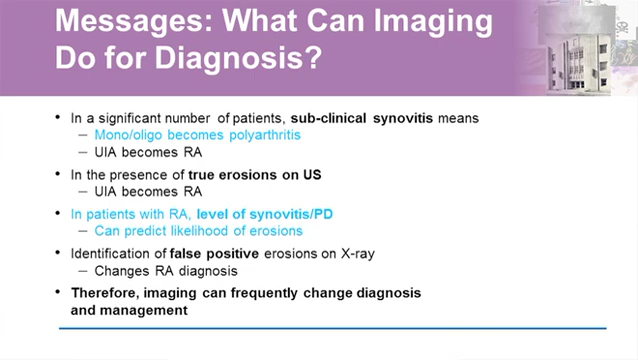 Messages: What Can Imaging
Do for Diagnosis?
• In a significant number of patients, sub-clinical synovitis means
– Mono/oligo becomes polyarthritis
– UIA becomes RA
• In the presence of true erosions on US
– UIA becomes RA
• In patients with RA, level of synovitis/PD
– Can predict likelihood of erosions
• Identification of false positive erosions on X-ray
– Changes RA diagnosis
• Therefore, imaging can frequently change diagnosis
and management